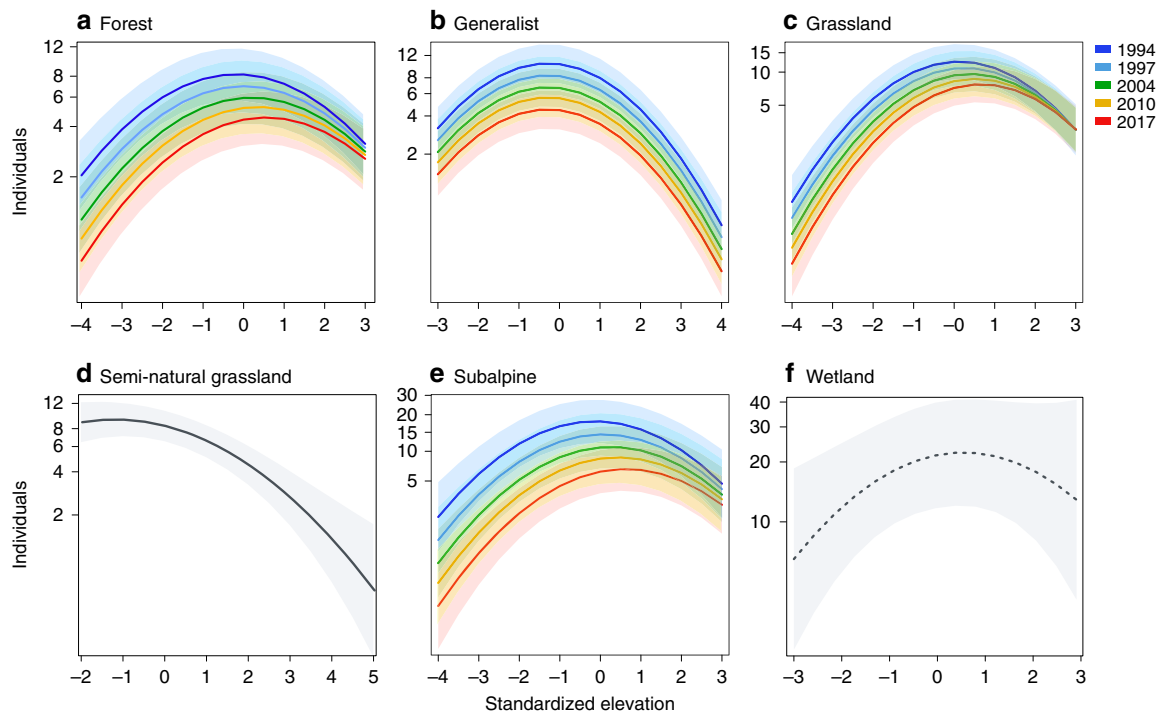 a Forest
b Generalist
c Grassland
1994
1997
2004
2010
2017
Individuals
12
8
6
4
2
–4 –3 –2 –1 0 1 2 3
12
8
6
4
2
–3 –2 –1 0 1 2 3 4
15
10
5
–4 –3 –2 –1 –0 1 2 3
d Semi-natural grassland
e Subalpine
f Wetland
Individuals
12
8
6
4
2
–2 –1 0 1 2 3 4 5
30
20
15
10
5
–4 –3 –2 –1 0 1 2 3
40
30
20
10
–3 –2 –1 0 1 2 3
Standardized elevation